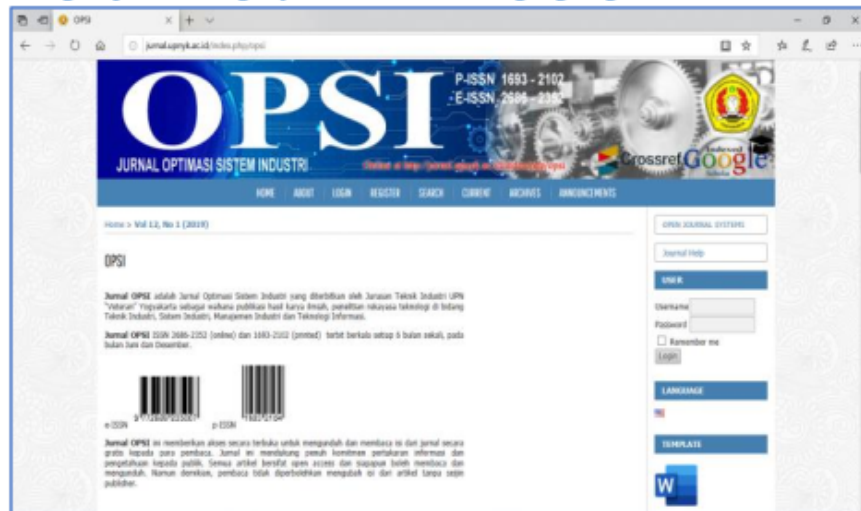 OPSI
jurnal.upnyk.ac.id/index.php/opsi
OPSI
P-ISSN 1693 - 2102
E-ISSN 2686 - 2352
JURNAL OPTIMASI SISTEM INDUSTRI
Crossref
Indexed
Google
HOME ABOUT LOGIN REGISTER SEARCH CURRENT ARCHIVES ANNOUNCEMENTS
Home > Vol 12, No 1 (2019)
OPSI
Jurnal OPSI adalah Jurnal Optimasi Sistem Industri yang diterbitkan oleh Jurusan Teknik Industri UPN
"Veteran" Yogyakarta sebagai wahana publikasi hasil karya ilmiah, penelitian rekayasa teknologi di bidang
Teknik Industri, Sistem Industri, Manajemen Industri dan Teknologi Informasi.
Jurnal OPSI ISSN 2686-2352 (online) dan 1693-2102 (printed) terbit berkala setiap 6 bulan sekali, pada
bulan Juni dan Desember.
e-ISSN
p-ISSN
Jurnal OPSI ini memberikan akses secara terbuka untuk mengunduh dan membaca isi dari jurnal secara
gratis kepada para pembaca. Jurnal ini mendukung penuh komitmen pertukaran informasi dan
pengetahuan kepada publik. Semua artikel bersifat open access dan siapapun boleh membaca dan
mengunduh. Namun demikian, pembaca tidak diperbolehkan mengubah isi dari artikel tanpa seijin
publisher.
OPEN JOURNAL SYSTEMS
Journal Help
USER
Username
Password
Remember me
Login
LANGUAGE
TEMPLATE
W